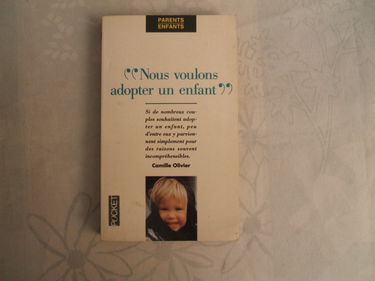 PARENTS
ENFANTS
“Nous voulons
adopter un enfant”
Si de nombreux cou-
ples souhaitent adop-
ter un enfant, peu
d'entre eux y parvien-
nent simplement pour
des raisons souvent
incompréhensibles.
Camille Olivier
POCKET